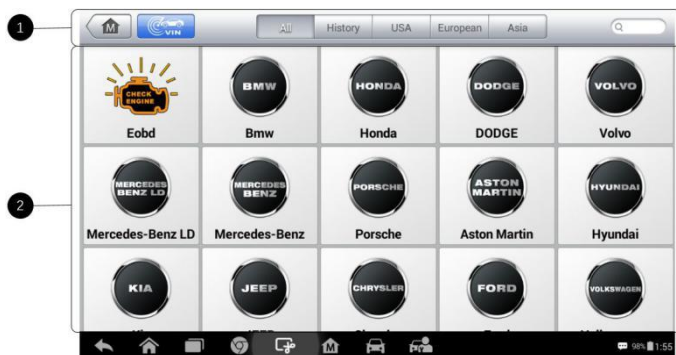 1
M
VIN
All
History
USA
European
Asia
2
CHECK
ENGINE
Eobd
BMW
Bmw
HONDA
Honda
DODGE
DODGE
VOLVO
Volvo
MERCEDES
BENZ LD
Mercedes-Benz LD
MERCEDES
BENZ
Mercedes-Benz
PORSCHE
Porsche
ASTON
MARTIN
Aston Martin
HYUNDAI
Hyundai
KIA
JEEP
CHRYSLER
FORD
VOLKSWAGEN
M
98%
1:55